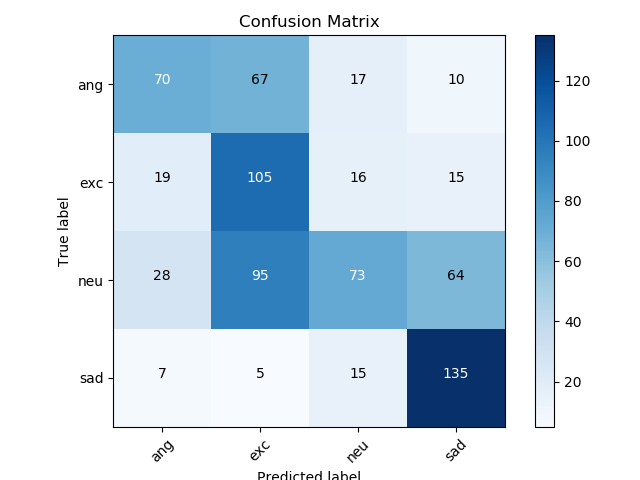 Confusion Matrix
ang 70 67 17 10
exc 19 105 16 15
neu 28 95 73 64
sad 7 5 15 135
ang exc neu sad
Predicted label
True label
120
100
80
60
40
20